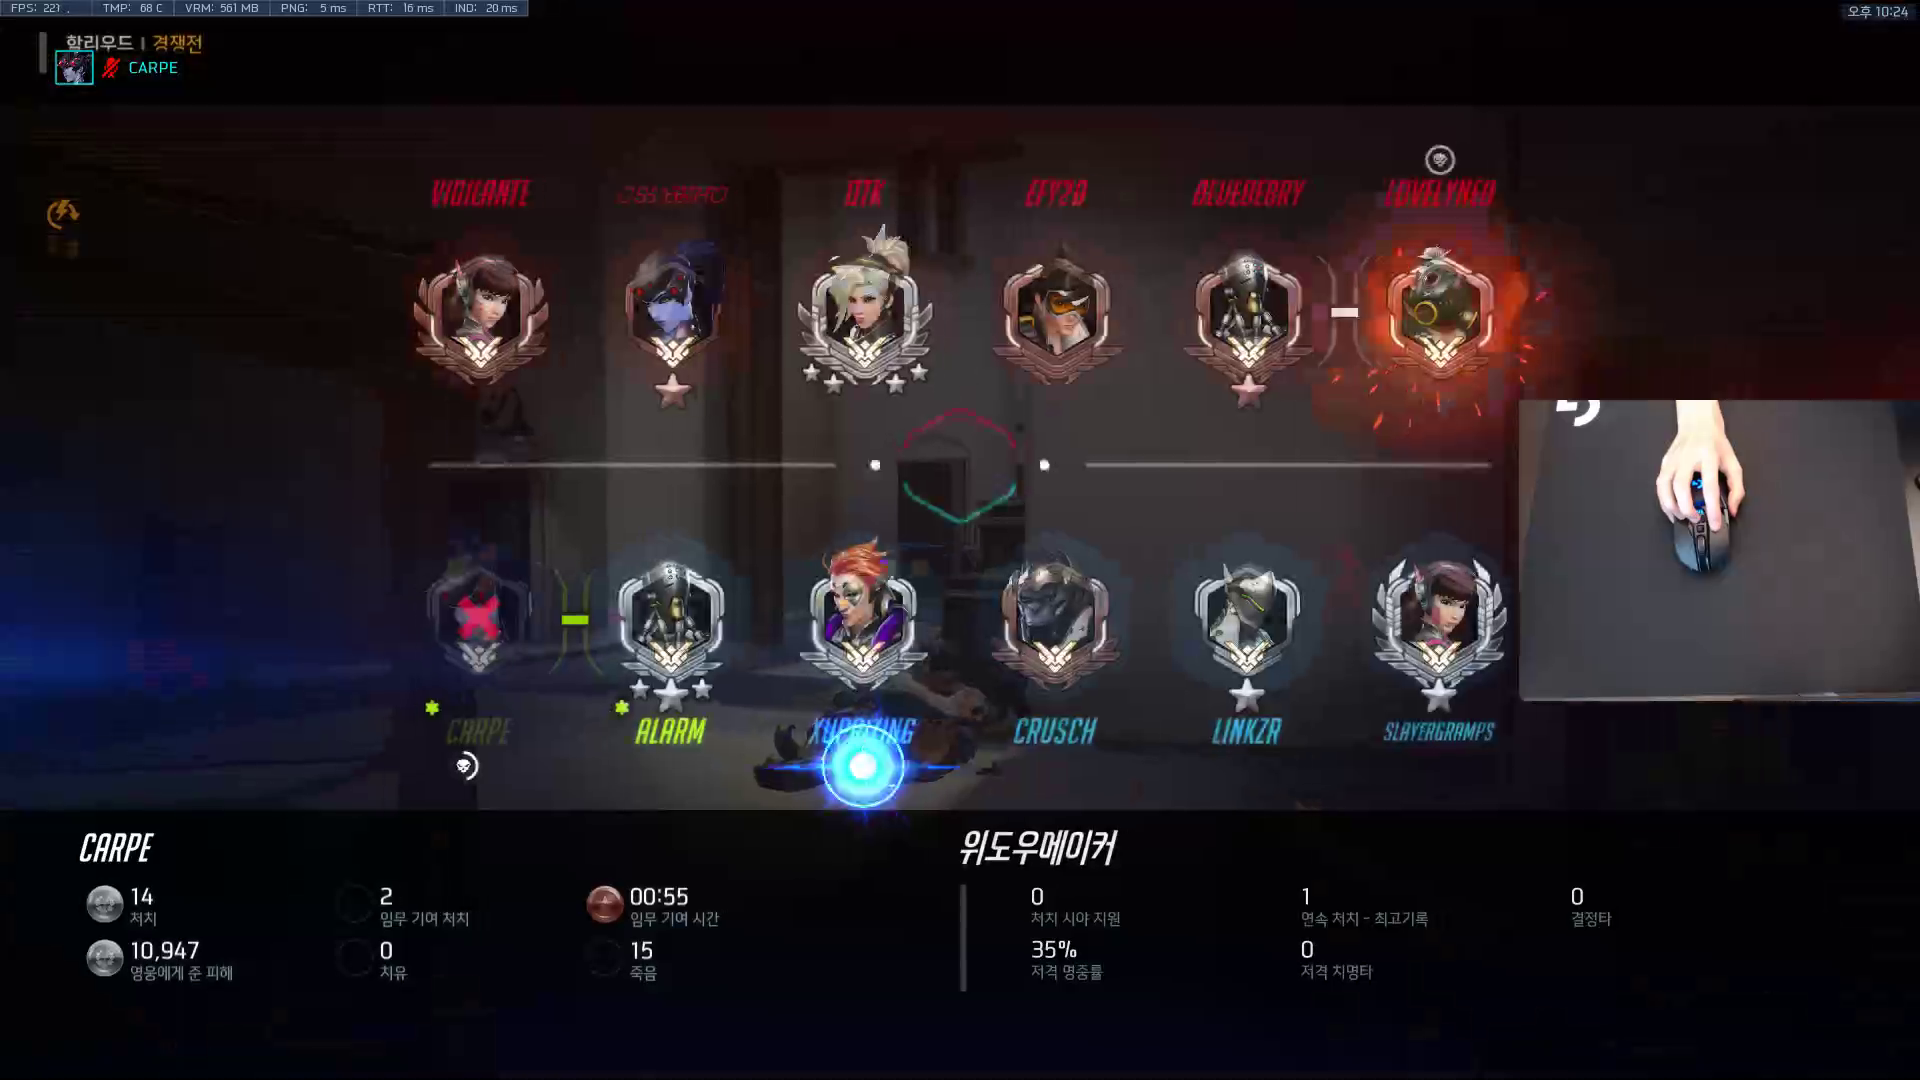 FPS: 221 TMP: 68 C VRM: 561 MB PNG: 5 ms RTT: 16 ms IND: 20 ms
오후 10:24
할리우드 | 경쟁전
CARPE
VIGILANTE
OTK
EFY2D
BLUEBERRY
LOVELYNEO
CARPE
ALARM
CRUSCH
LINKZR
SLAYERGRAMPS
CARPE
위도우메이커
14
처치
2
임무 기여 처치
00:55
임무 기여 시간
0
처치 시야 지원
1
연속 처치 - 최고기록
0
결정타
10,947
영웅에게 준 피해
0
치유
15
죽음
35%
저격 명중률
0
저격 치명타